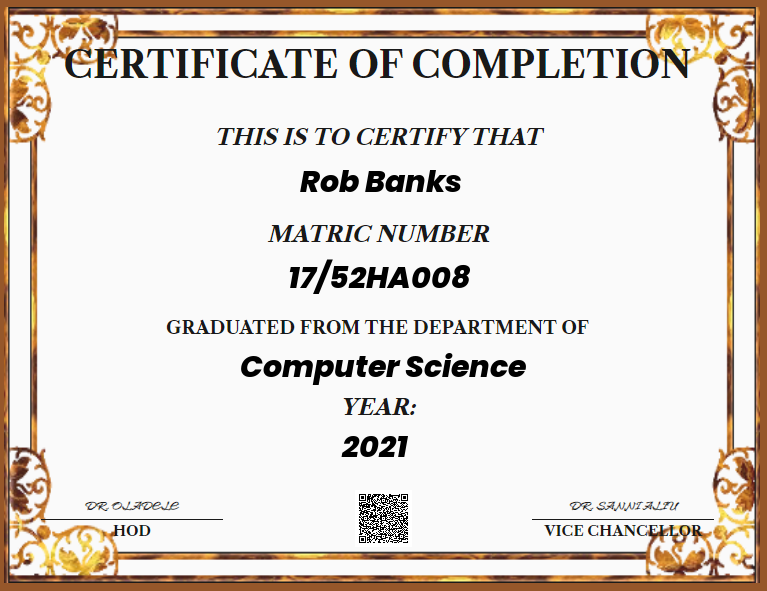 CERTIFICATE OF COMPLETION
THIS IS TO CERTIFY THAT
Rob Banks
MATRIC NUMBER
17/52HA008
GRADUATED FROM THE DEPARTMENT OF
Computer Science
YEAR:
2021
DR. OLADELE
DR. SANNI ALIU
HOD
VICE CHANCELLOR